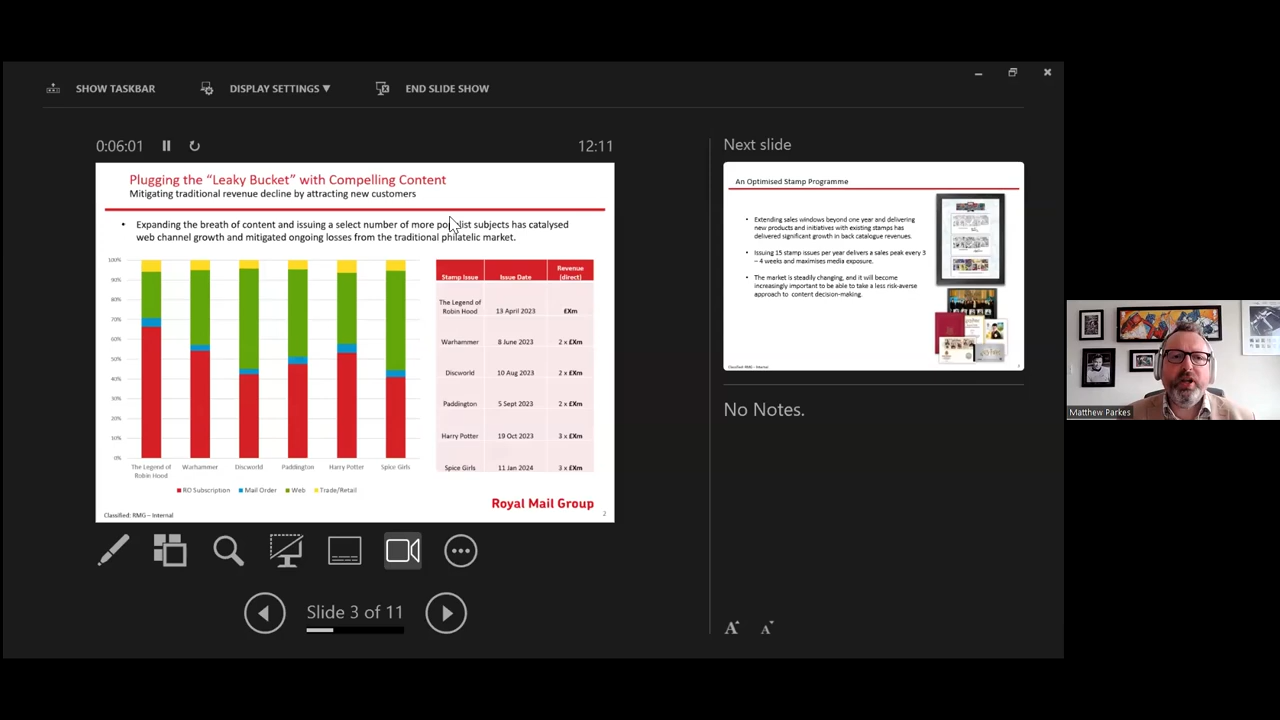 SHOW TASKBAR
DISPLAY SETTINGS ▼
END SLIDE SHOW
0:06:01
12:11
Plugging the “Leaky Bucket” with Compelling Content
Mitigating traditional revenue decline by attracting new customers
• Expanding the breath of content and issuing a select number of more populist subjects has catalysed
web channel growth and mitigated ongoing losses from the traditional philatelic market.
100%
90%
80%
70%
60%
50%
40%
30%
20%
10%
0%
The Legend of
Robin Hood
Warhammer
Discworld
Paddington
Harry Potter
Spice Girls
RO Subscription
Mail Order
Web
Trade/Retail
Stamp Issue
Issue Date
Revenue
(direct)
The Legend of
Robin Hood
13 April 2023
£Xm
Warhammer
8 June 2023
2 x £Xm
Discworld
10 Aug 2023
2 x £Xm
Paddington
5 Sept 2023
2 x £Xm
Harry Potter
19 Oct 2023
3 x £Xm
Spice Girls
11 Jan 2024
3 x £Xm
Royal Mail Group
Classified: RMG – Internal
2
Slide 3 of 11
Next slide
An Optimised Stamp Programme
• Extending sales windows beyond one year and delivering
new products and initiatives with existing stamps has
delivered significant growth in back catalogue revenues.
• Issuing 15 stamp issues per year delivers a sales peak every 3
– 4 weeks and maximises media exposure.
• The market is steadily changing, and it will become
increasingly important to be able to take a less risk-averse
approach to content decision-making.
Classified: RMG – Internal
No Notes.
A
A
Matthew Parkes